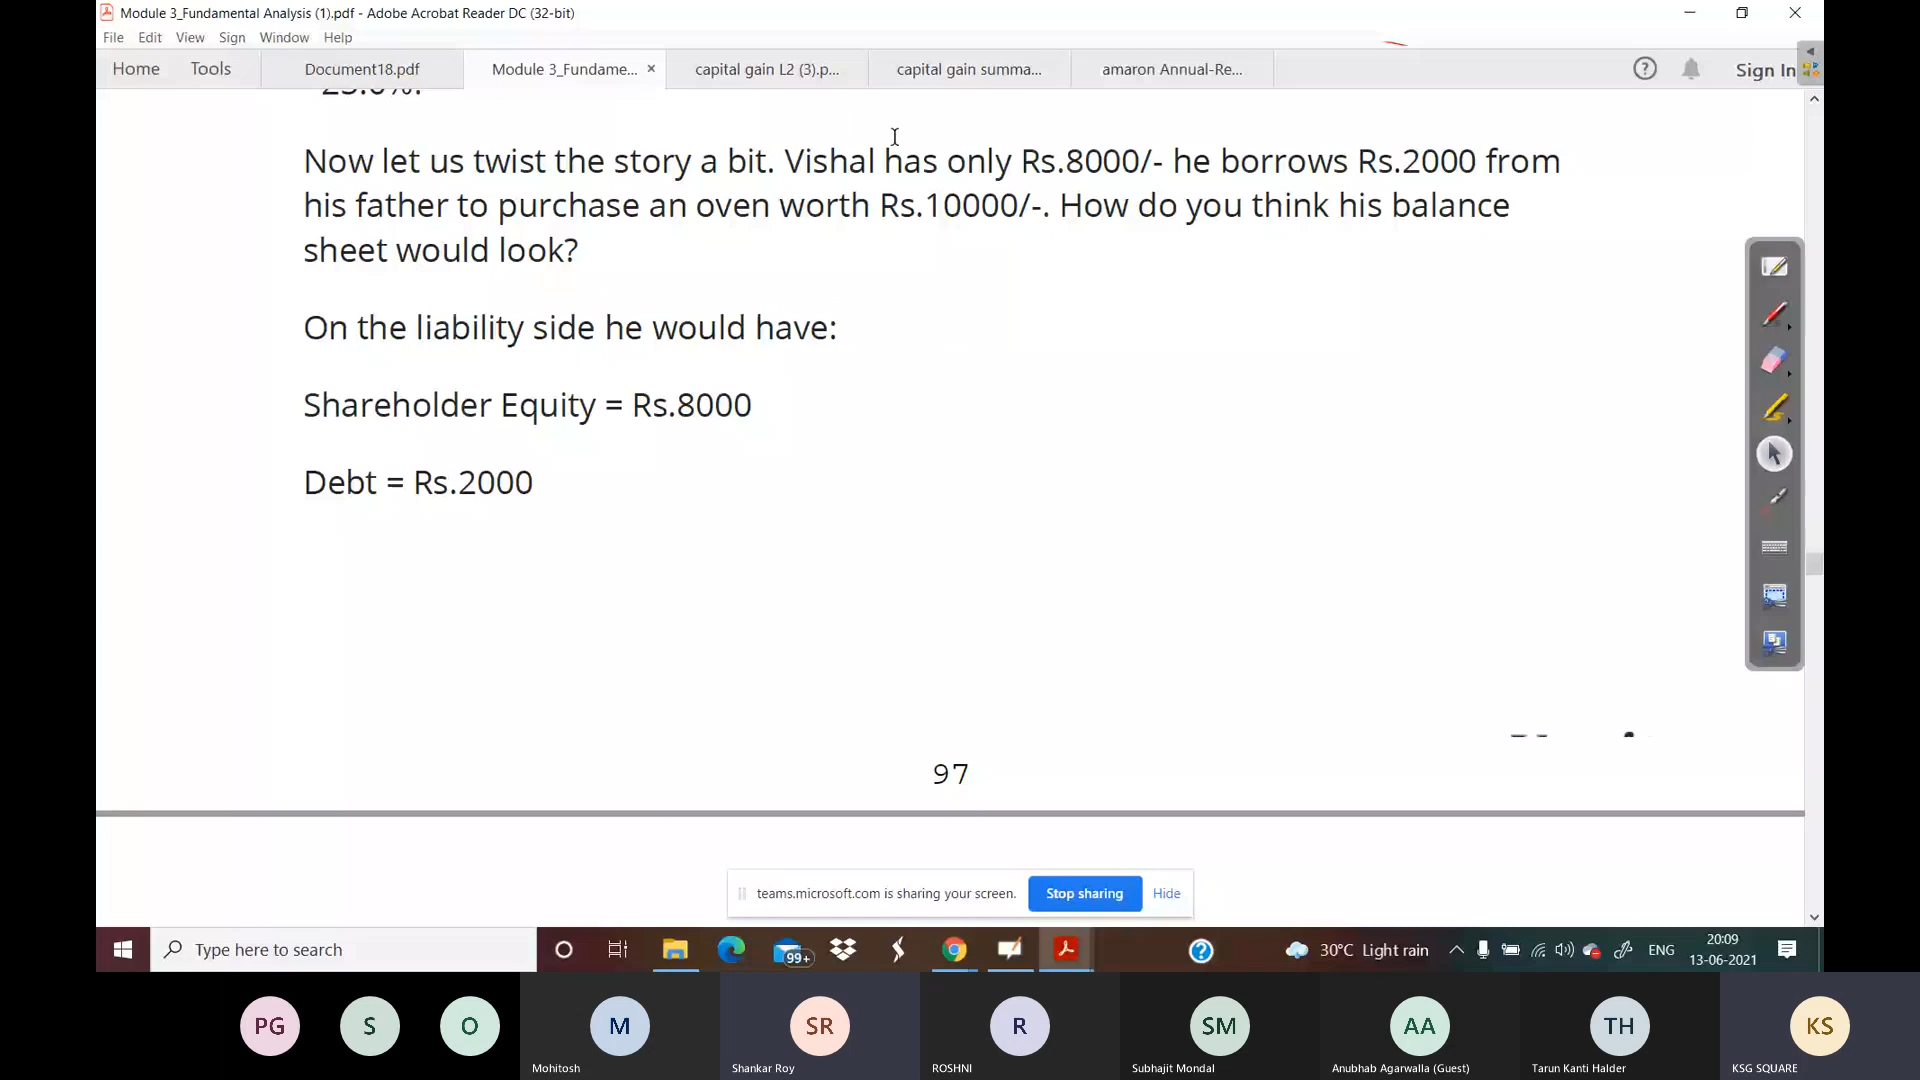 Module 3_Fundamental Analysis (1).pdf - Adobe Acrobat Reader DC (32-bit)
File Edit View Sign Window Help
Home Tools Document18.pdf Module 3_Fundame... × capital gain L2 (3).p... capital gain summa... amaron Annual-Re... Sign In
Now let us twist the story a bit. Vishal has only Rs.8000/- he borrows Rs.2000 from
his father to purchase an oven worth Rs.10000/-. How do you think his balance
sheet would look?
On the liability side he would have:
Shareholder Equity = Rs.8000
Debt = Rs.2000
97
teams.microsoft.com is sharing your screen. Stop sharing Hide
Type here to search 99+ 30°C Light rain ENG 20:09
13-06-2021
PG S O M SR R SM AA TH KS
Mohitosh Shankar Roy ROSHNI Subhajit Mondal Anubhab Agarwalla (Guest) Tarun Kanti Halder KSG SQUARE